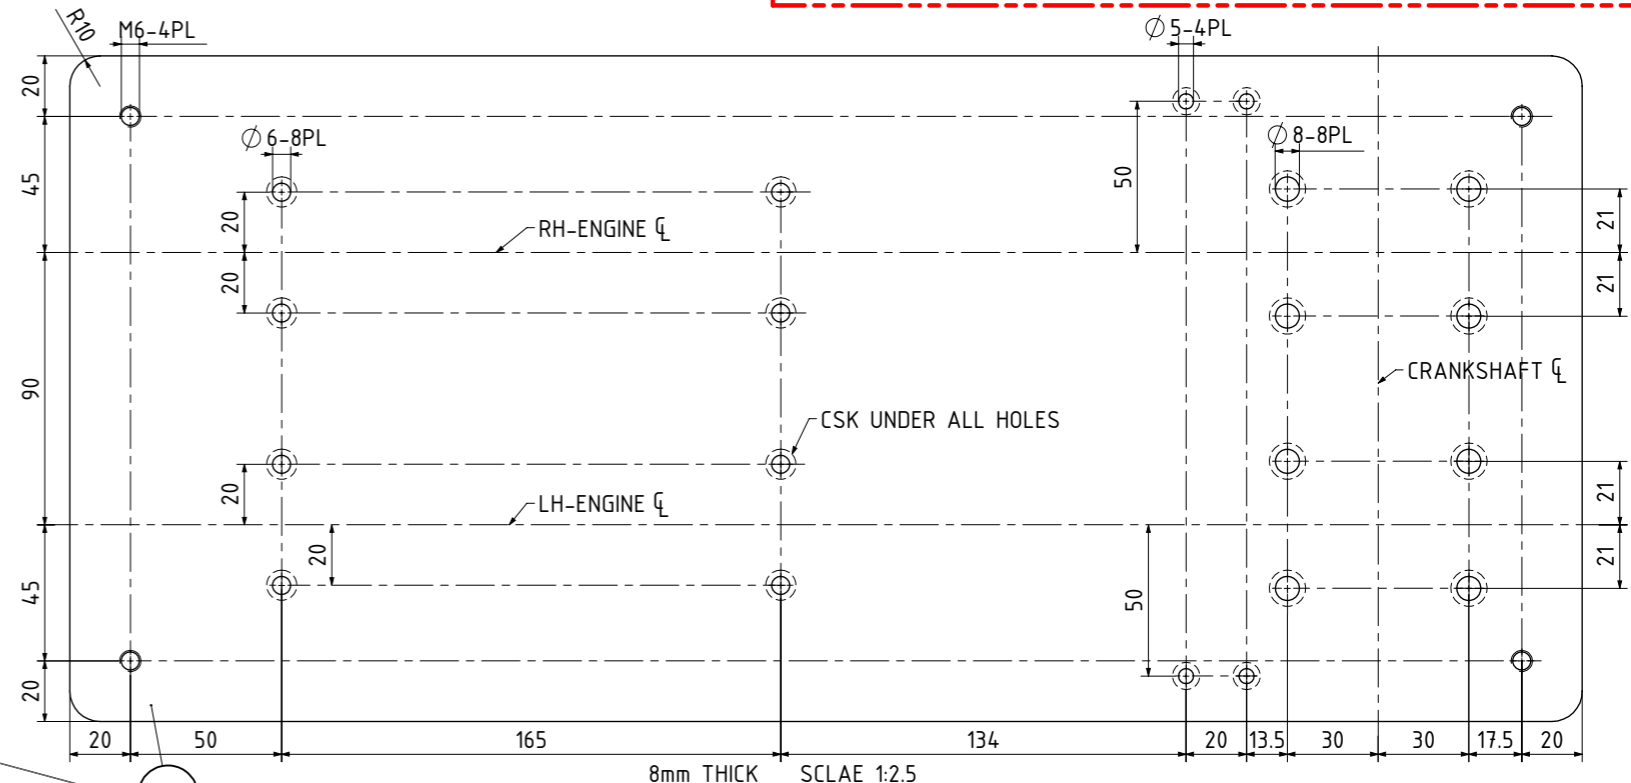 R10
M6-4PL
∅ 5-4PL
20
∅ 6-8PL
∅ 8-8PL
45
50
20
RH-ENGINE ℄
21
20
21
90
CRANKSHAFT ℄
CSK UNDER ALL HOLES
20
LH-ENGINE ℄
21
20
21
45
50
20
20
50
165
134
20
13.5
30
30
17.5
20
8mm THICK SCLAE 1:2.5